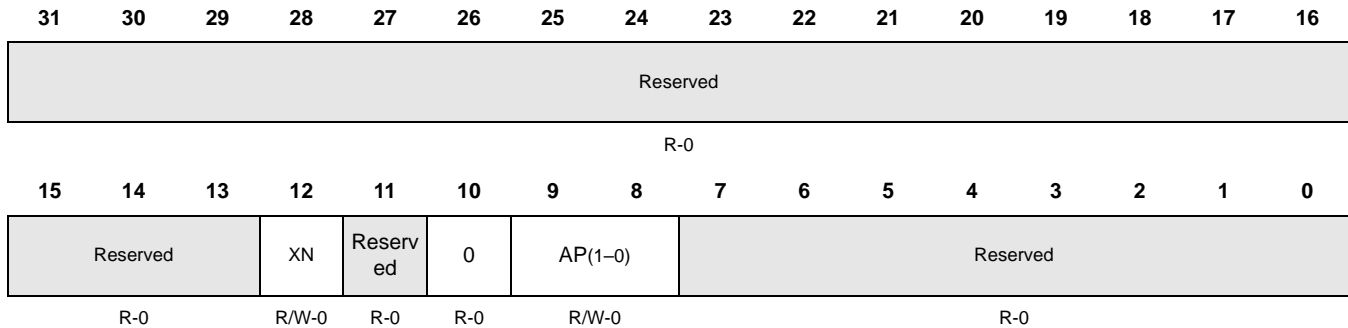 31 30 29 28 27 26 25 24 23 22 21 20 19 18 17 16
Reserved
R-0
15 14 13 12 11 10 9 8 7 6 5 4 3 2 1 0
Reserved XN Reserv ed 0 AP(1–0) Reserved
R-0 R/W-0 R-0 R-0 R/W-0 R-0